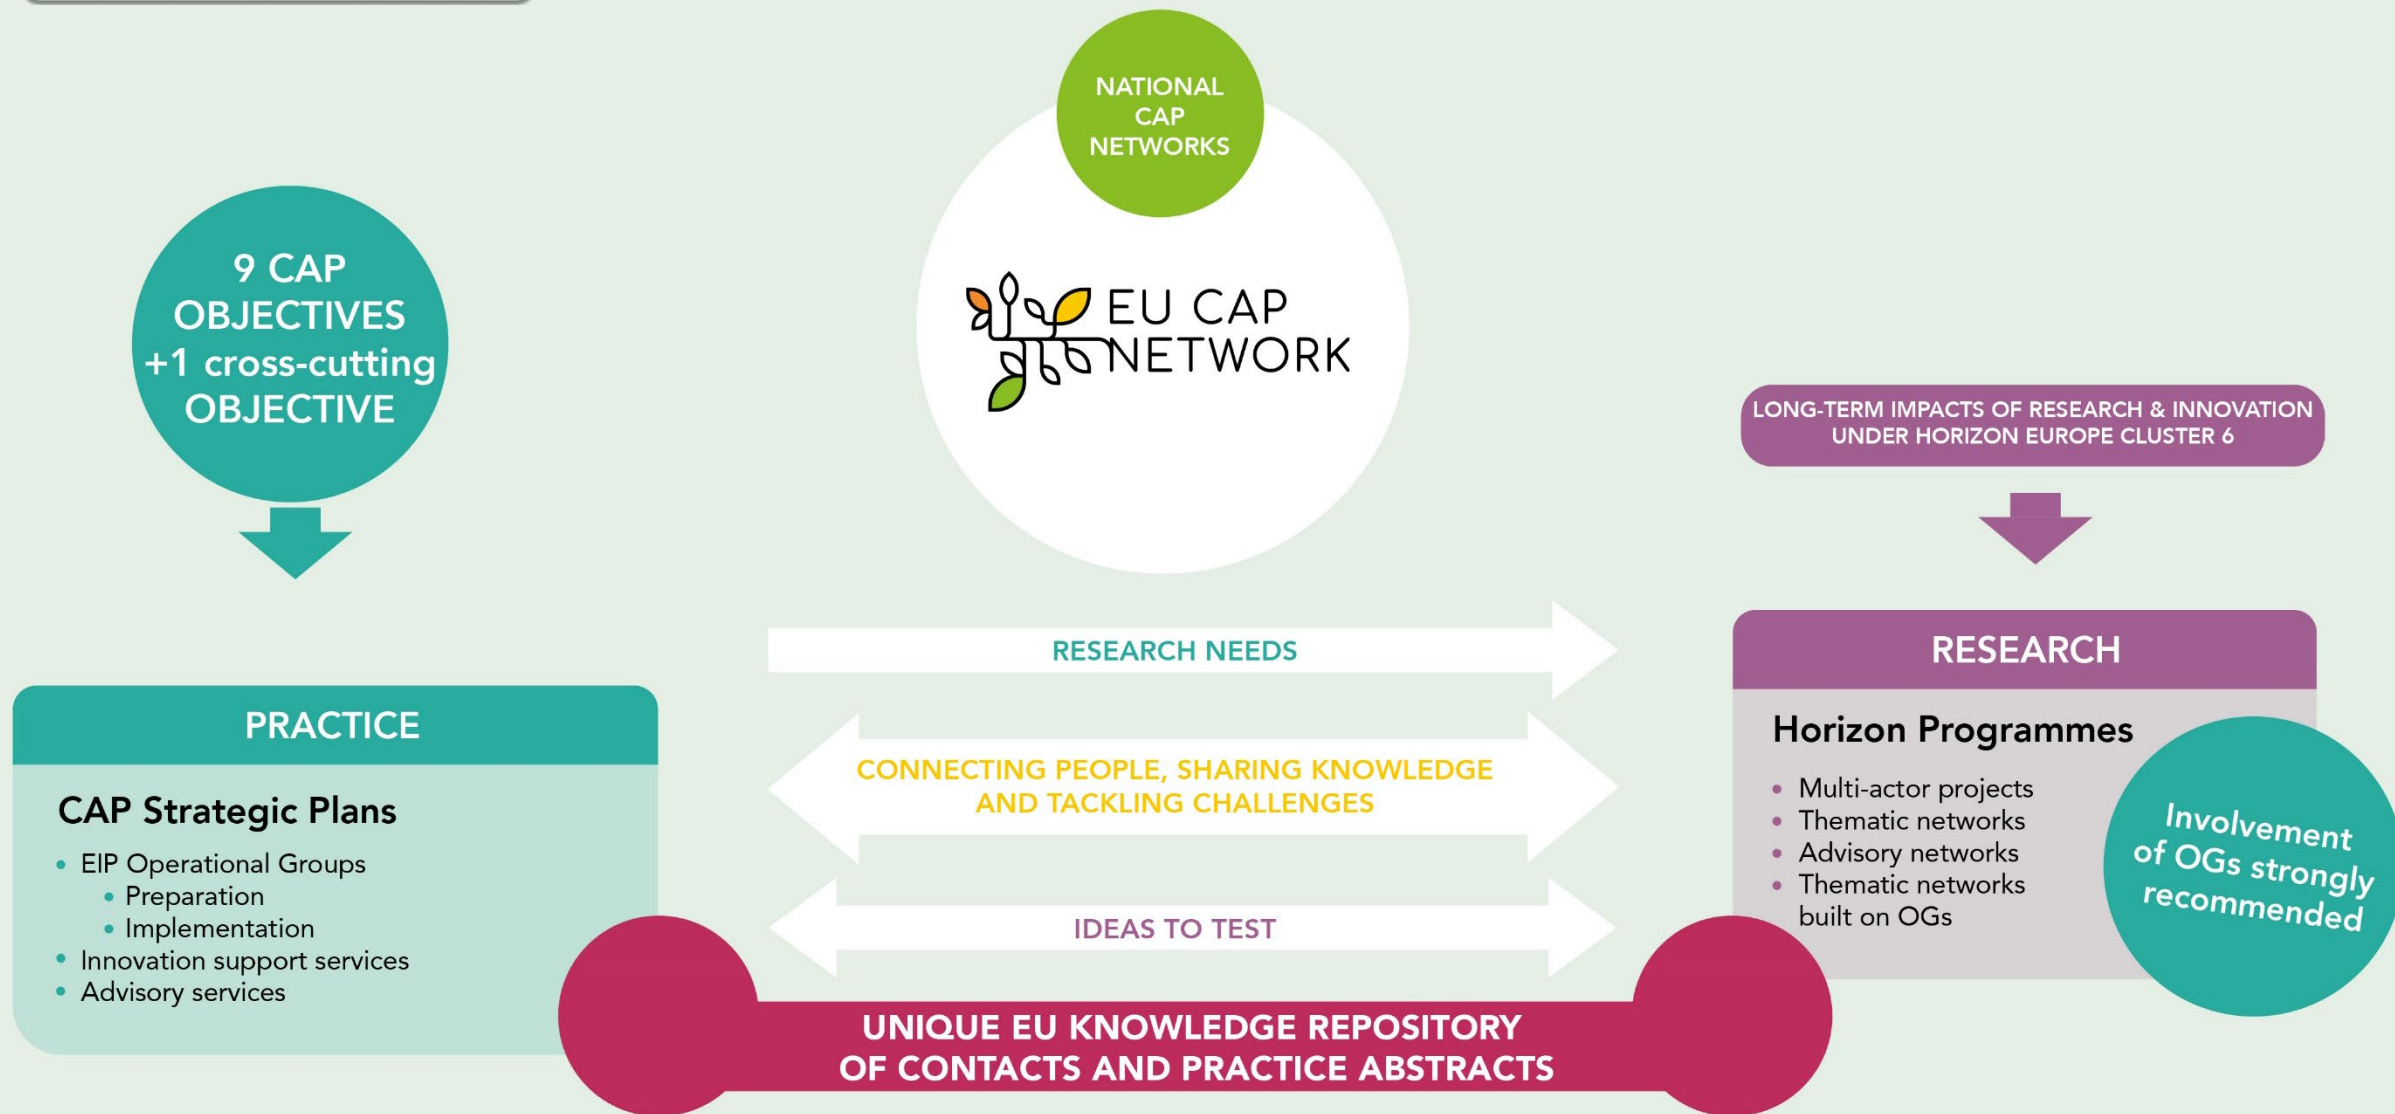 NATIONAL
CAP
NETWORKS
EU CAP
NETWORK
9 CAP
OBJECTIVES
+1 cross-cutting
OBJECTIVE
PRACTICE
CAP Strategic Plans
• EIP Operational Groups
• Preparation
• Implementation
• Innovation support services
• Advisory services
RESEARCH NEEDS
CONNECTING PEOPLE, SHARING KNOWLEDGE
AND TACKLING CHALLENGES
IDEAS TO TEST
UNIQUE EU KNOWLEDGE REPOSITORY
OF CONTACTS AND PRACTICE ABSTRACTS
LONG-TERM IMPACTS OF RESEARCH & INNOVATION
UNDER HORIZON EUROPE CLUSTER 6
RESEARCH
Horizon Programmes
• Multi-actor projects
• Thematic networks
• Advisory networks
• Thematic networks
built on OGs
Involvement
of OGs strongly
recommended